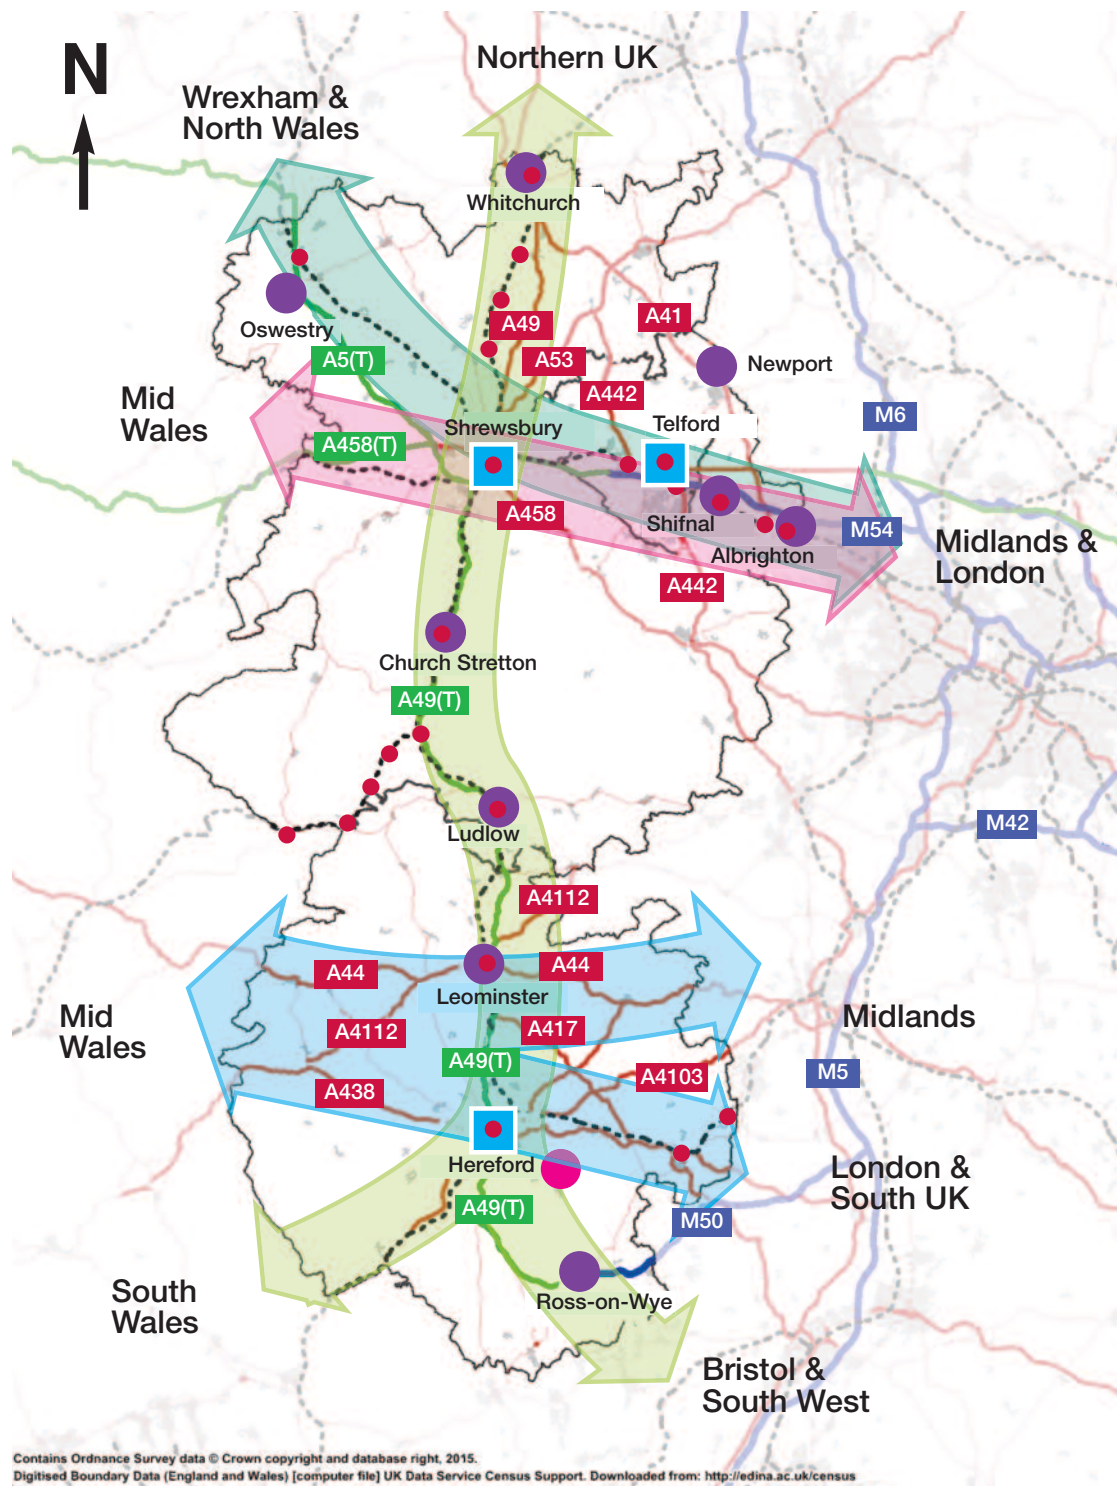 N
Northern UK
Wrexham &
North Wales
Whitchurch
Oswestry
A49
A41
A5(T)
A53
Newport
A442
Mid
Wales
M6
Shrewsbury
Telford
A458(T)
A458
Shifnal
M54
Albrighton
Midlands &
London
A442
Church Stretton
A49(T)
Ludlow
M42
A4112
A44
A44
Leominster
Mid
Wales
A4112
A417
Midlands
A49(T)
A4103
M5
A438
Hereford
London &
South UK
A49(T)
M50
South
Wales
Ross-on-Wye
Bristol &
South West
Contains Ordnance Survey data © Crown copyright and database right, 2015.
Digitised Boundary Data (England and Wales) [computer file] UK Data Service Census Support. Downloaded from: http://edina.ac.uk/census